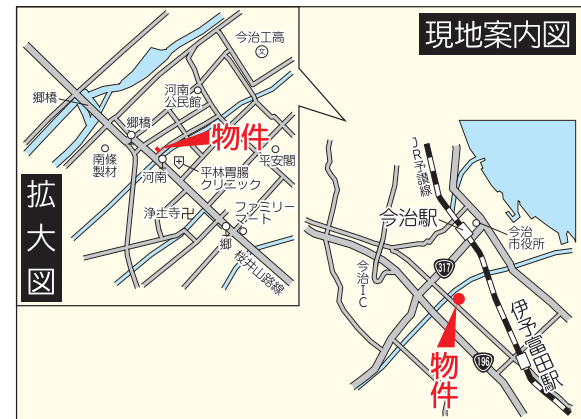 現地案内図
拡大図
今治工高
文
河南
公民館
郷橋
郷橋
物件
南條
製材
河南
平林胃腸
クリニック
平安閣
浄土寺卍
ファミリー
マート
郷
桜井山路線
JR予讃線
今治駅
今治
市役所
今治IC
317
物件
196
伊予富田駅